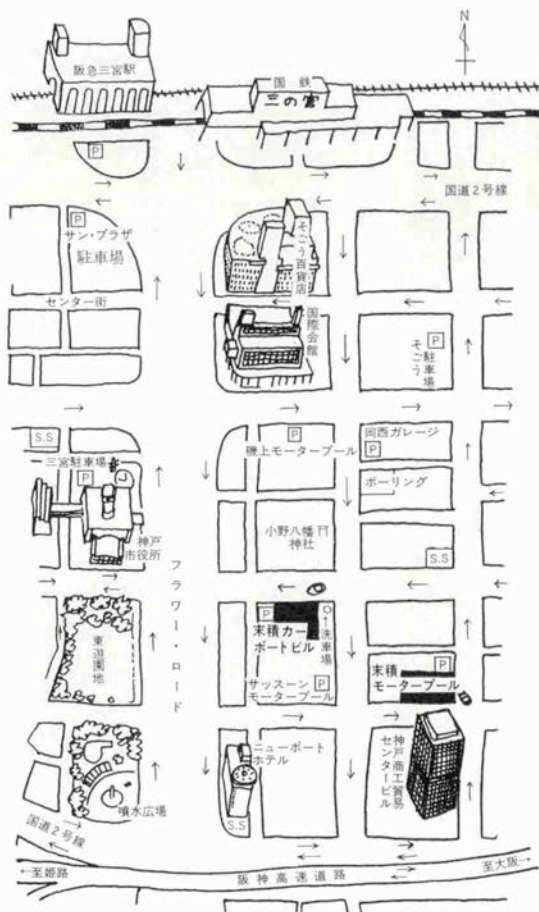 N
阪急三宮駅
国鉄
三の宮
P
国道2号線
P
サン・プラザ
駐車場
そごう百貨店
センター街
国際会館
P
そごう
駐車場
S.S
三宮駐車場
P
P
磯上モータープール
岡西ガレージ
P
ボーリング
神戸
市役所
小野八幡
神社
S.S
フラワー・ロード
東遊園地
P
末積カー
ポートビル
←洗車場
サッスーン
モータープール
P
P
末積
モータープール
ニューポート
ホテル
S.S
神戸商工貿易
センタービル
噴水広場
国道2号線
←至姫路
阪神高速道路
至大阪→